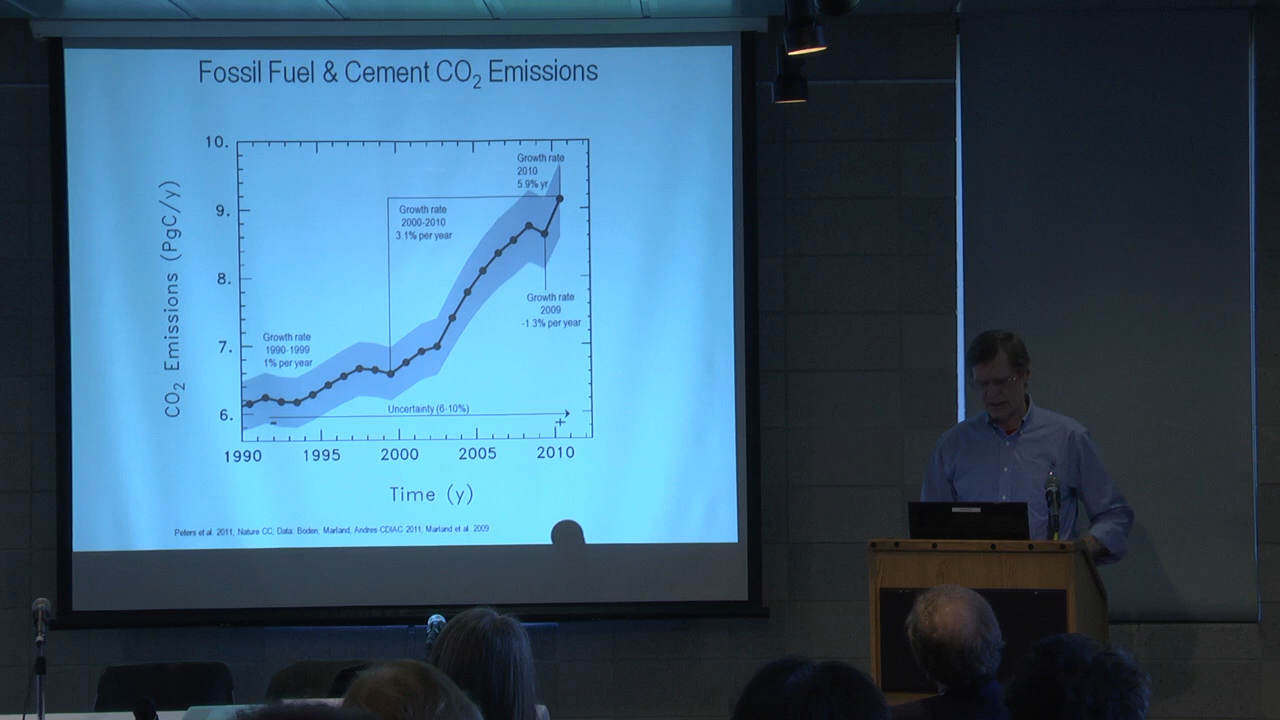 Fossil Fuel & Cement CO2 Emissions
10.
9.
8.
7.
6.
CO2 Emissions (PgC/y)
Growth rate
2010
5.9% yr
Growth rate
2000-2010
3.1% per year
Growth rate
2009
-1.3% per year
Growth rate
1990-1999
1% per year
Uncertainty (6-10%)
- +
1990 1995 2000 2005 2010
Time (y)
Peters et al. 2011, Nature CC; Data: Boden, Marland, Andres-CDIAC 2011; Marland et al. 2009